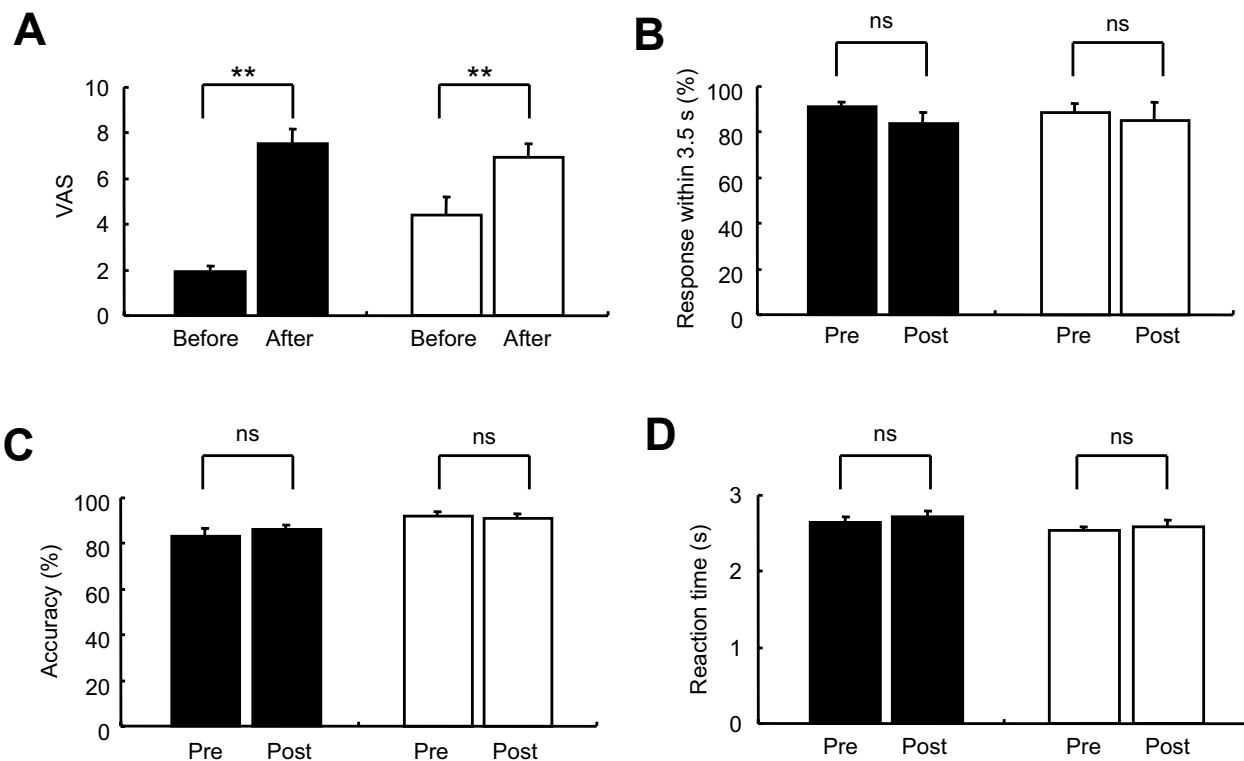 A
** **
VAS
10
8
6
4
2
0
Before After Before After
B
ns ns
Response within 3.5 s (%)
100
80
60
40
20
0
Pre Post Pre Post
C
ns ns
Accuracy (%)
100
80
60
40
20
0
Pre Post Pre Post
D
ns ns
Reaction time (s)
3
2
1
0
Pre Post Pre Post